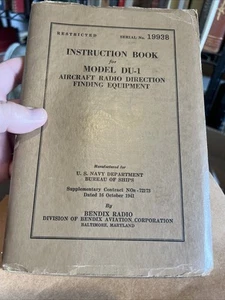 RESTRICTED SERIAL No. 19938
INSTRUCTION BOOK
for
MODEL DU-1
AIRCRAFT RADIO DIRECTION
FINDING EQUIPMENT
Manufactured for
U. S. NAVY DEPARTMENT
BUREAU OF SHIPS
Supplementary Contract NOs-72173
Dated 16 October 1941
By
BENDIX RADIO
DIVISION OF BENDIX AVIATION CORPORATION
BALTIMORE, MARYLAND